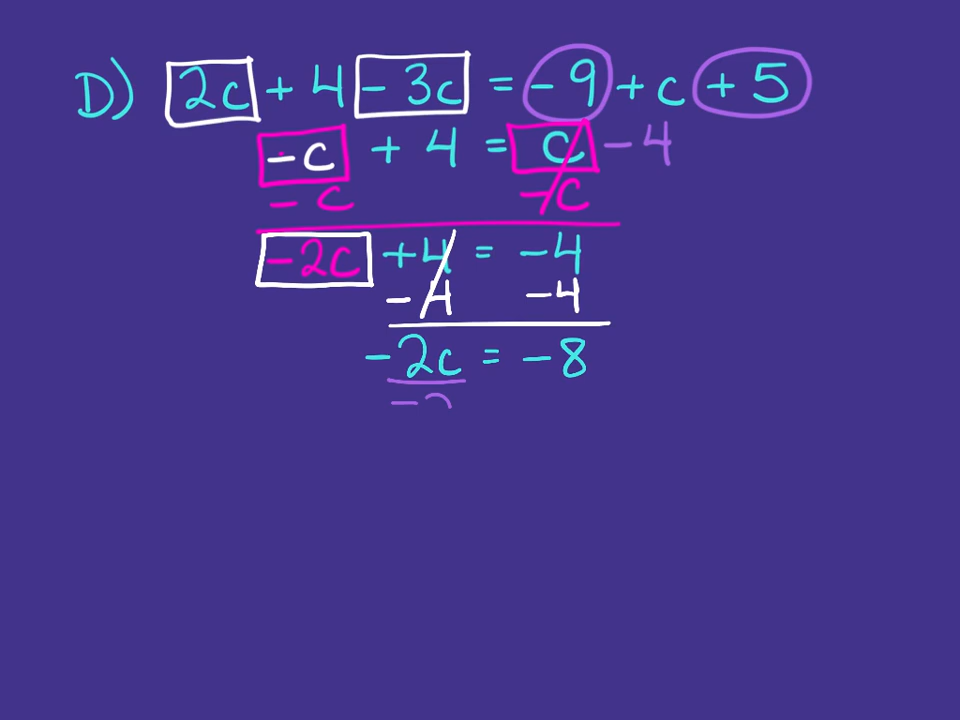 D) 2c + 4 - 3c = -9 + c + 5
-c + 4 = c - 4
-c -c
-2c + 4 = -4
-4 -4
-2c = -8